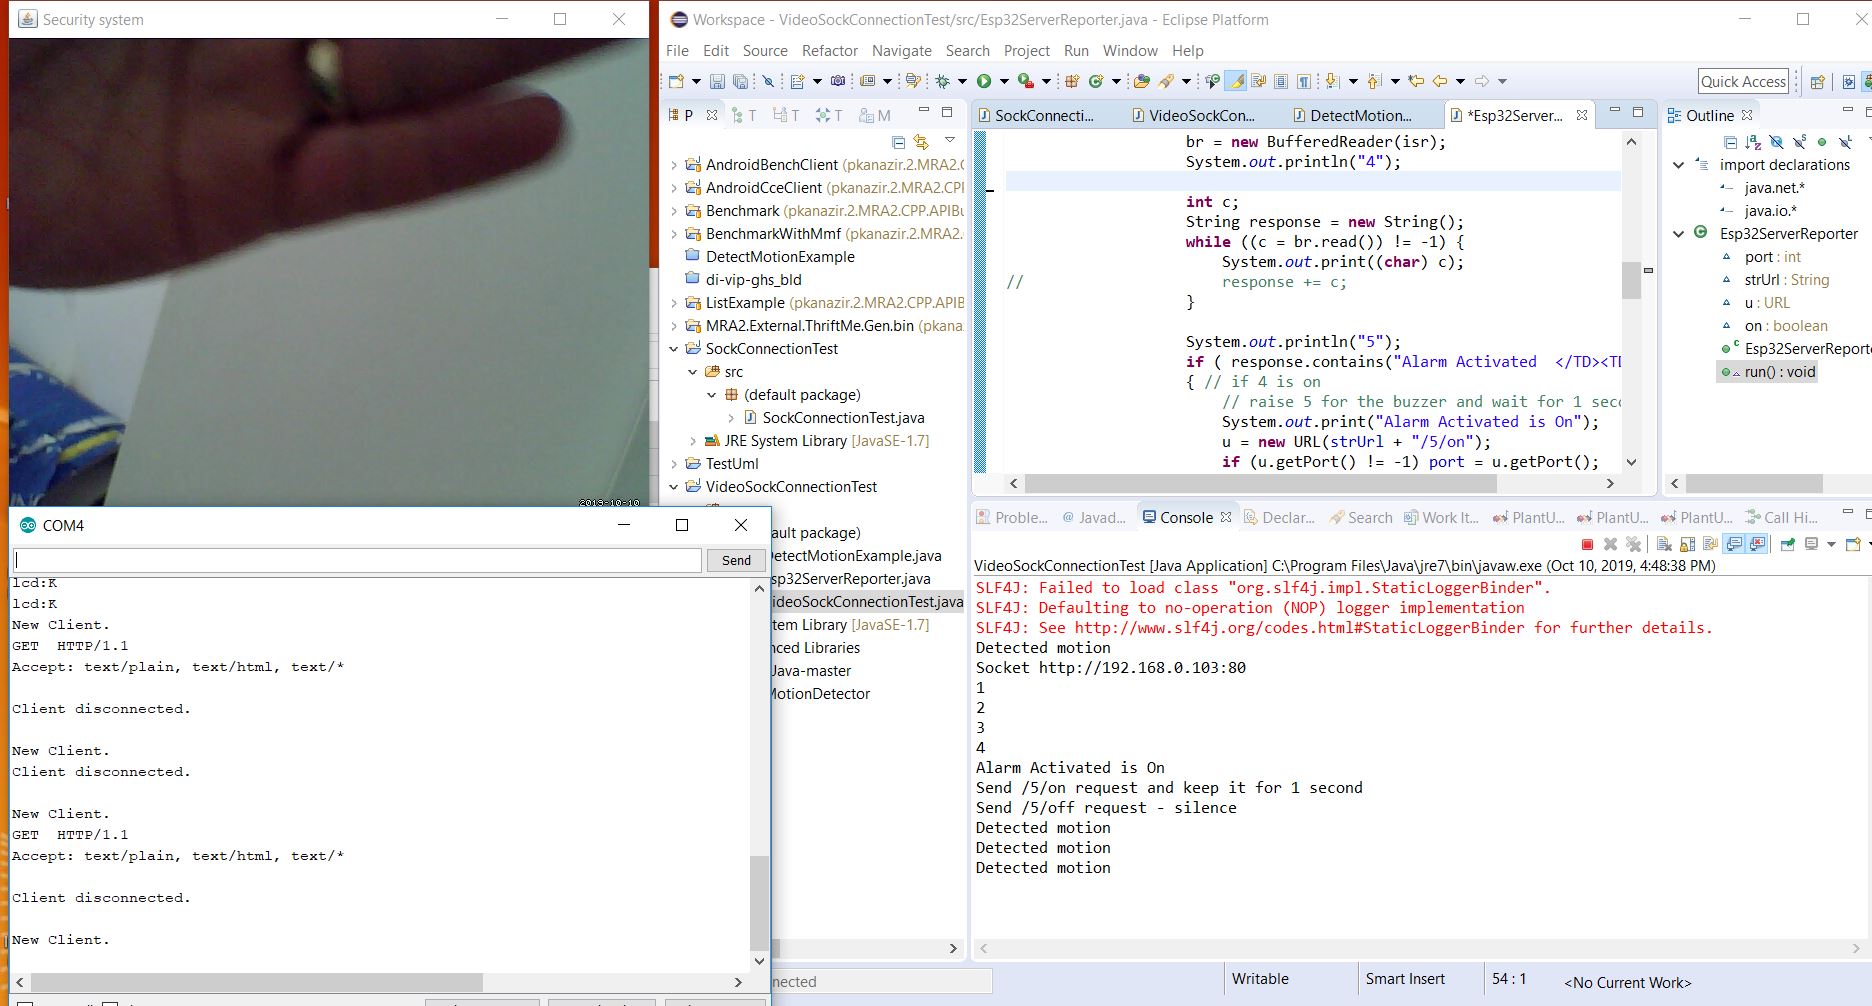 Security system
2019-10-10
Workspace - VideoSockConnectionTest/src/Esp32ServerReporter.java - Eclipse Platform
File Edit Source Refactor Navigate Search Project Run Window Help
Quick Access
P T T T M
AndroidBenchClient (pkanazir.2.MRA2.C
AndroidCceClient (pkanazir.2.MRA2.CPI
Benchmark (pkanazir.2.MRA2.CPP.APIBu
BenchmarkWithMmf (pkanazir.2.MRA2.
DetectMotionExample
di-vip-ghs_bld
ListExample (pkanazir.2.MRA2.CPP.APIB
MRA2.External.ThriftMe.Gen.bin (pkana
SockConnectionTest
src
(default package)
SockConnectionTest.java
JRE System Library [JavaSE-1.7]
TestUml
VideoSockConnectionTest
ault package)
DetectMotionExample.java
sp32ServerReporter.java
ideoSockConnectionTest.java
tem Library [JavaSE-1.7]
nced Libraries
Java-master
MotionDetector
SockConnecti... VideoSockCon... DetectMotion... *Esp32Server...
br = new BufferedReader(isr);
System.out.println("4");
int c;
String response = new String();
while ((c = br.read()) != -1) {
System.out.print((char) c);
// response += c;
}
System.out.println("5");
if ( response.contains("Alarm Activated  </TD><TD
{ // if 4 is on
// raise 5 for the buzzer and wait for 1 seco
System.out.print("Alarm Activated is On");
u = new URL(strUrl + "/5/on");
if (u.getPort() != -1) port = u.getPort();
Outline
import declarations
java.net.*
java.io.*
Esp32ServerReporter
port : int
strUrl : String
u : URL
on : boolean
Esp32ServerReporte
run() : void
Proble... @ Javad... Console Declar... Search Work It... PlantU... PlantU... PlantU... Call Hi...
VideoSockConnectionTest [Java Application] C:\Program Files\Java\jre7\bin\javaw.exe (Oct 10, 2019, 4:48:38 PM)
SLF4J: Failed to load class "org.slf4j.impl.StaticLoggerBinder".
SLF4J: Defaulting to no-operation (NOP) logger implementation
SLF4J: See http://www.slf4j.org/codes.html#StaticLoggerBinder for further details.
Detected motion
Socket http://192.168.0.103:80
1
2
3
4
Alarm Activated is On
Send /5/on request and keep it for 1 second
Send /5/off request - silence
Detected motion
Detected motion
Detected motion
COM4
Send
lcd:K
lcd:K
New Client.
GET  HTTP/1.1
Accept: text/plain, text/html, text/*
Client disconnected.
New Client.
Client disconnected.
New Client.
GET  HTTP/1.1
Accept: text/plain, text/html, text/*
Client disconnected.
New Client.
nected
Writable Smart Insert 54 : 1 <No Current Work>